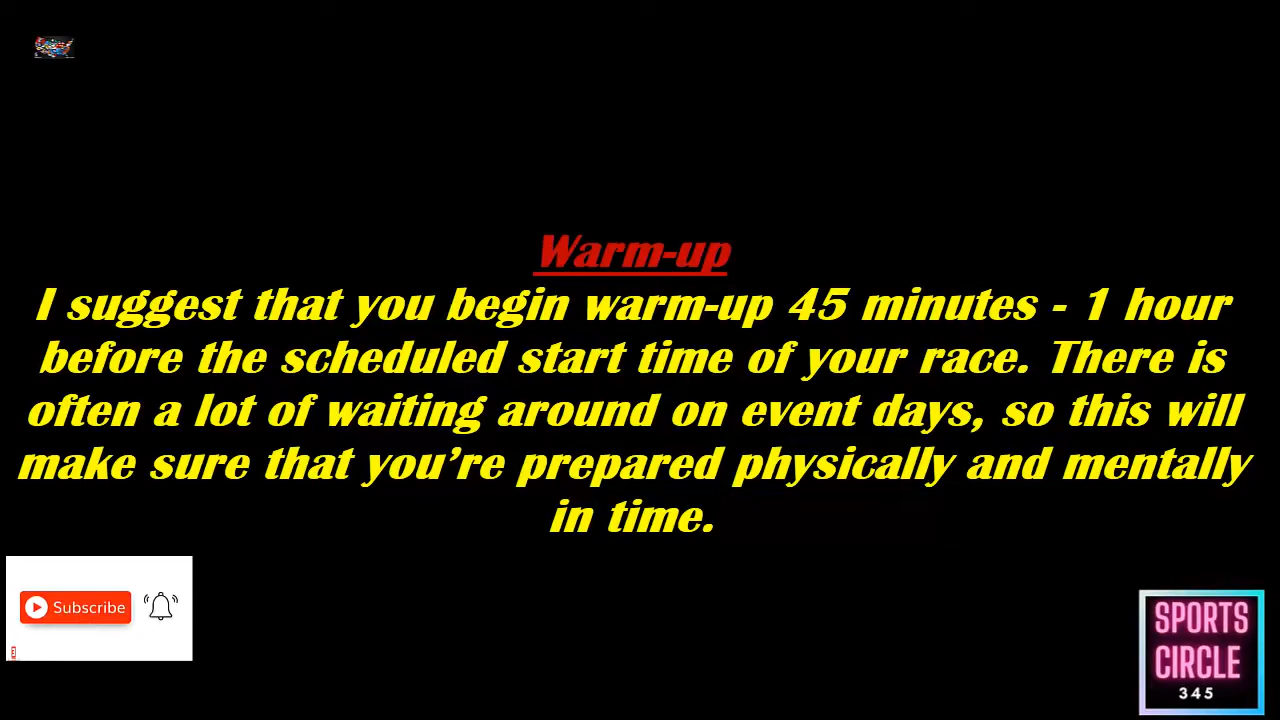 Warm-up
I suggest that you begin warm-up 45 minutes - 1 hour
before the scheduled start time of your race. There is
often a lot of waiting around on event days, so this will
make sure that you’re prepared physically and mentally
in time.
Subscribe
SPORTS
CIRCLE
345